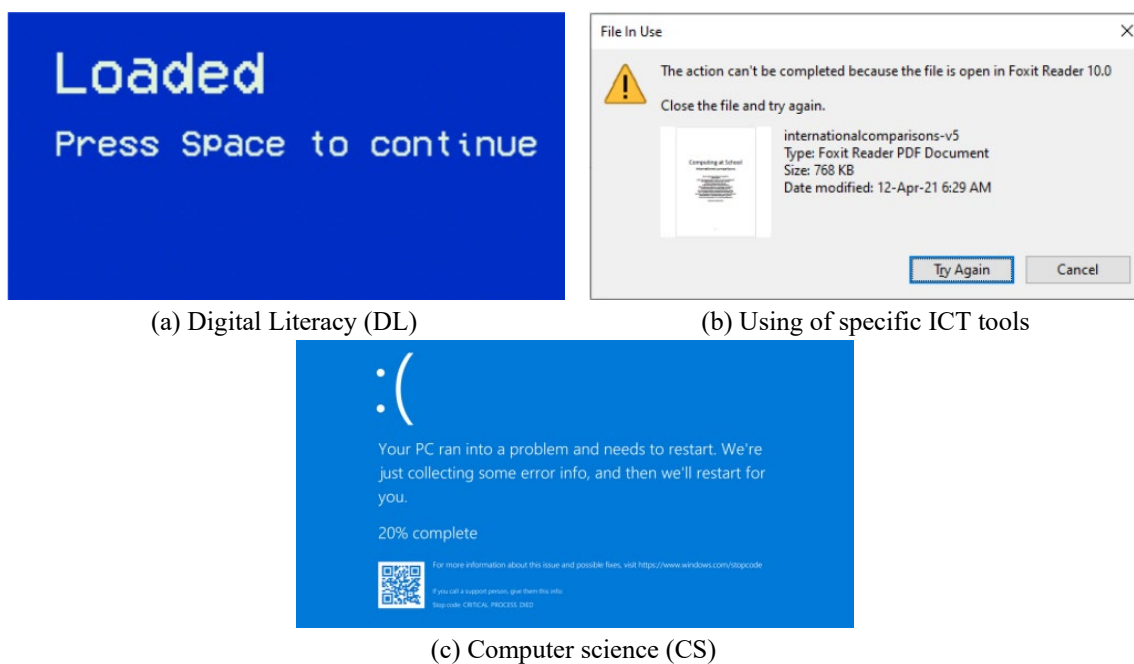 Loaded
Press Space to continue
(a) Digital Literacy (DL)
File In Use
The action can't be completed because the file is open in Foxit Reader 10.0
Close the file and try again.
Computing at School
internationalcomparisons-v5
Type: Foxit Reader PDF Document
Size: 768 KB
Date modified: 12-Apr-21 6:29 AM
Try Again
Cancel
(b) Using of specific ICT tools
:(
Your PC ran into a problem and needs to restart. We're
just collecting some error info, and then we'll restart for
you.
20% complete
For more information about this issue and possible fixes, visit https://www.windows.com/stopcode
If you call a support person, give them this info:
Stop code: CRITICAL PROCESS DIED
(c) Computer science (CS)